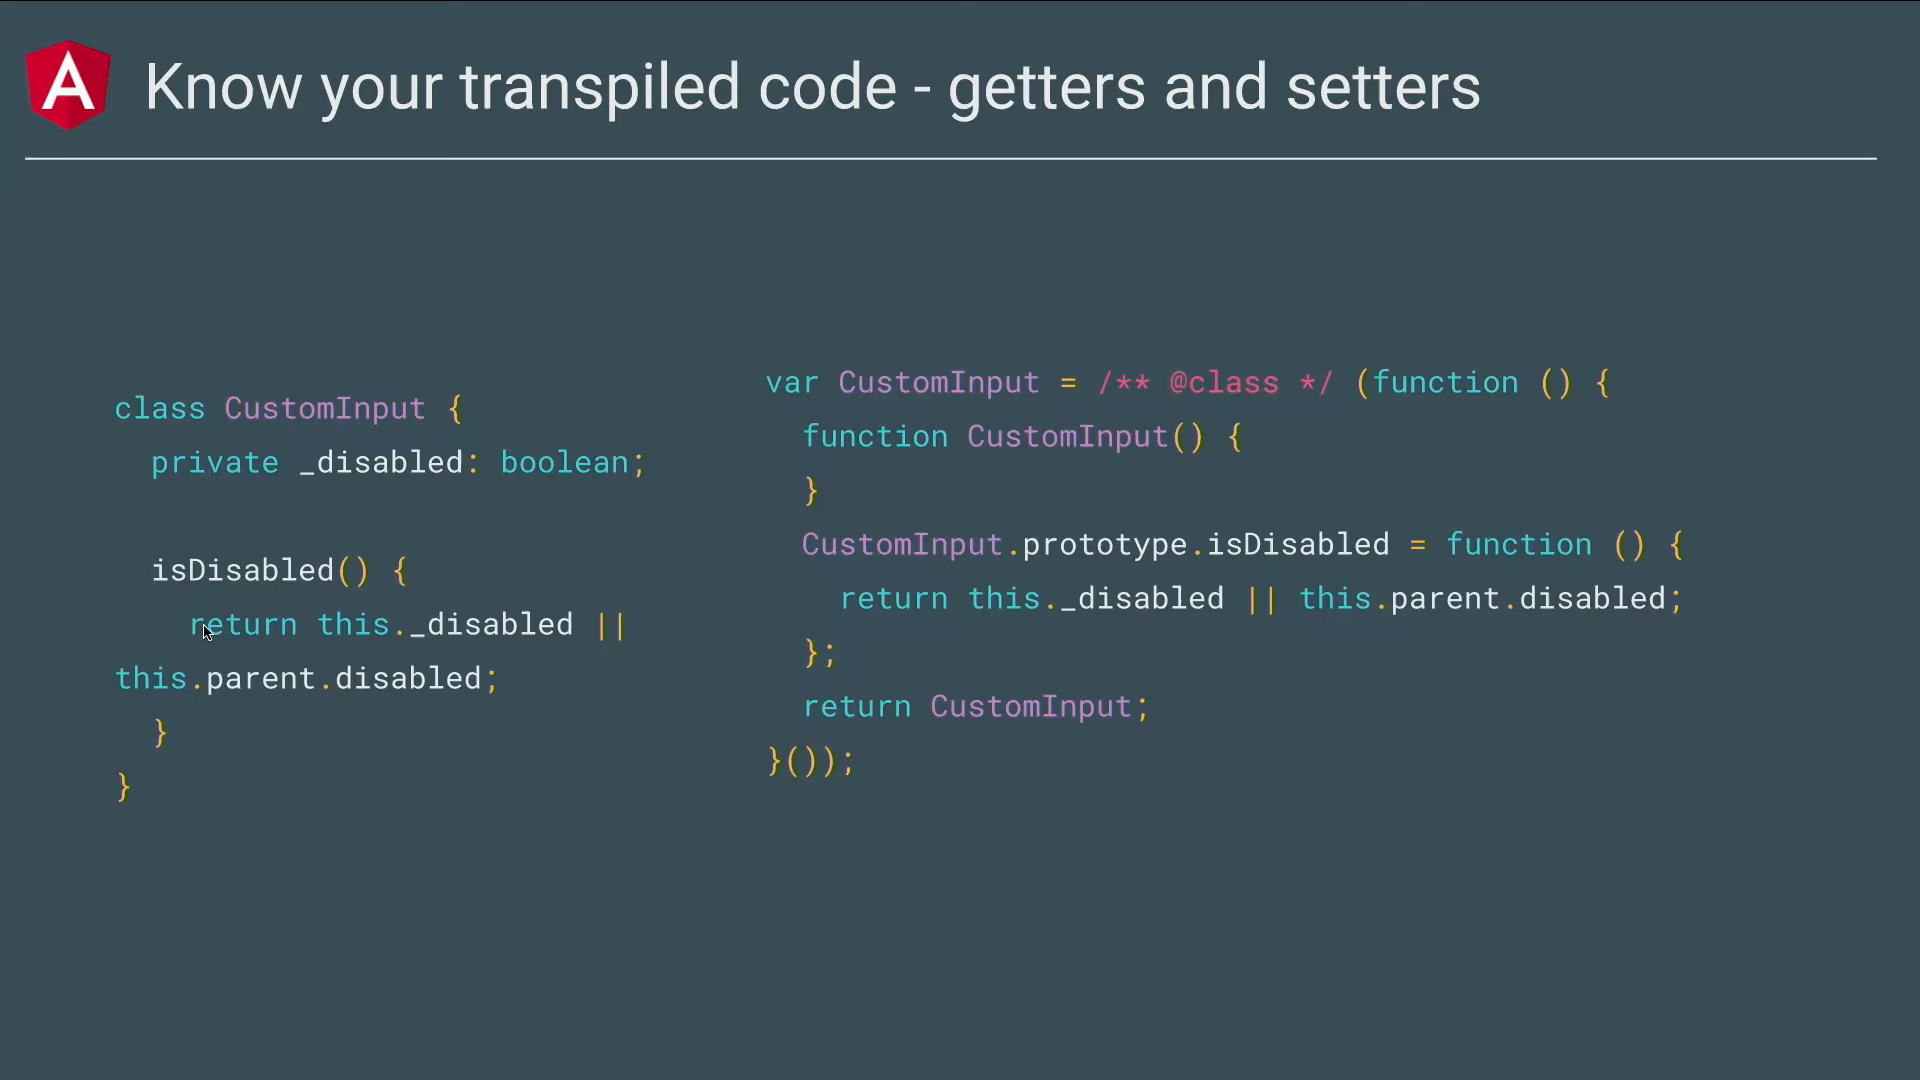 A
Know your transpiled code - getters and setters
class CustomInput {
private _disabled: boolean;
isDisabled() {
return this._disabled ||
this.parent.disabled;
}
}
var CustomInput = /** @class */ (function () {
function CustomInput() {
}
CustomInput.prototype.isDisabled = function () {
return this._disabled || this.parent.disabled;
};
return CustomInput;
}());